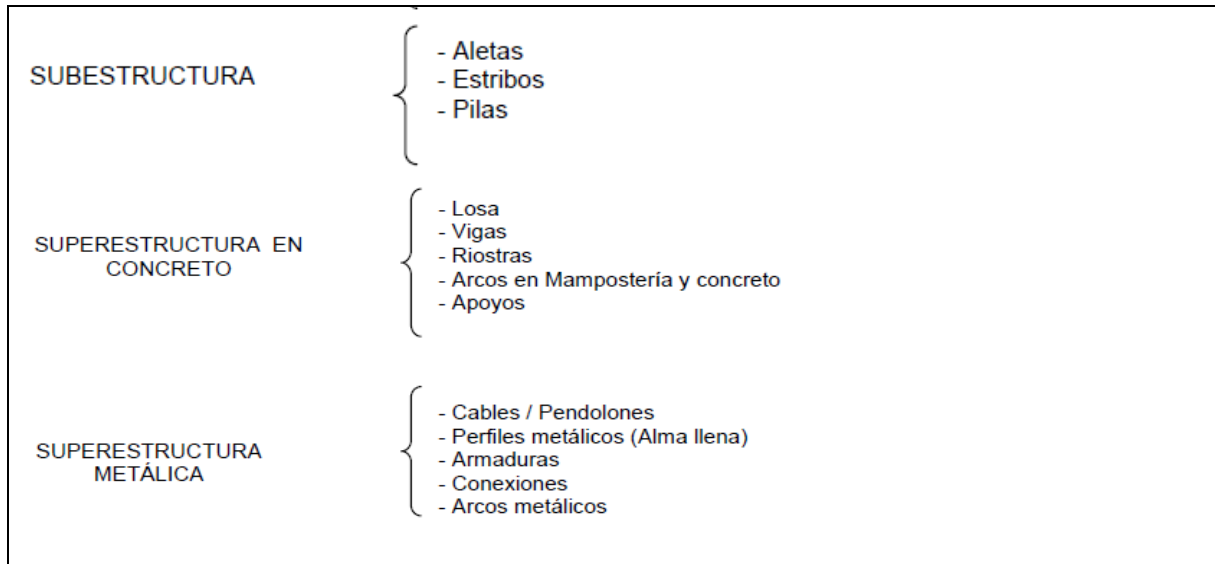 SUBESTRUCTURA
- Aletas
- Estribos
- Pilas
SUPERESTRUCTURA EN
CONCRETO
- Losa
- Vigas
- Riostras
- Arcos en Mampostería y concreto
- Apoyos
SUPERESTRUCTURA
METÁLICA
- Cables / Pendolones
- Perfiles metálicos (Alma llena)
- Armaduras
- Conexiones
- Arcos metálicos